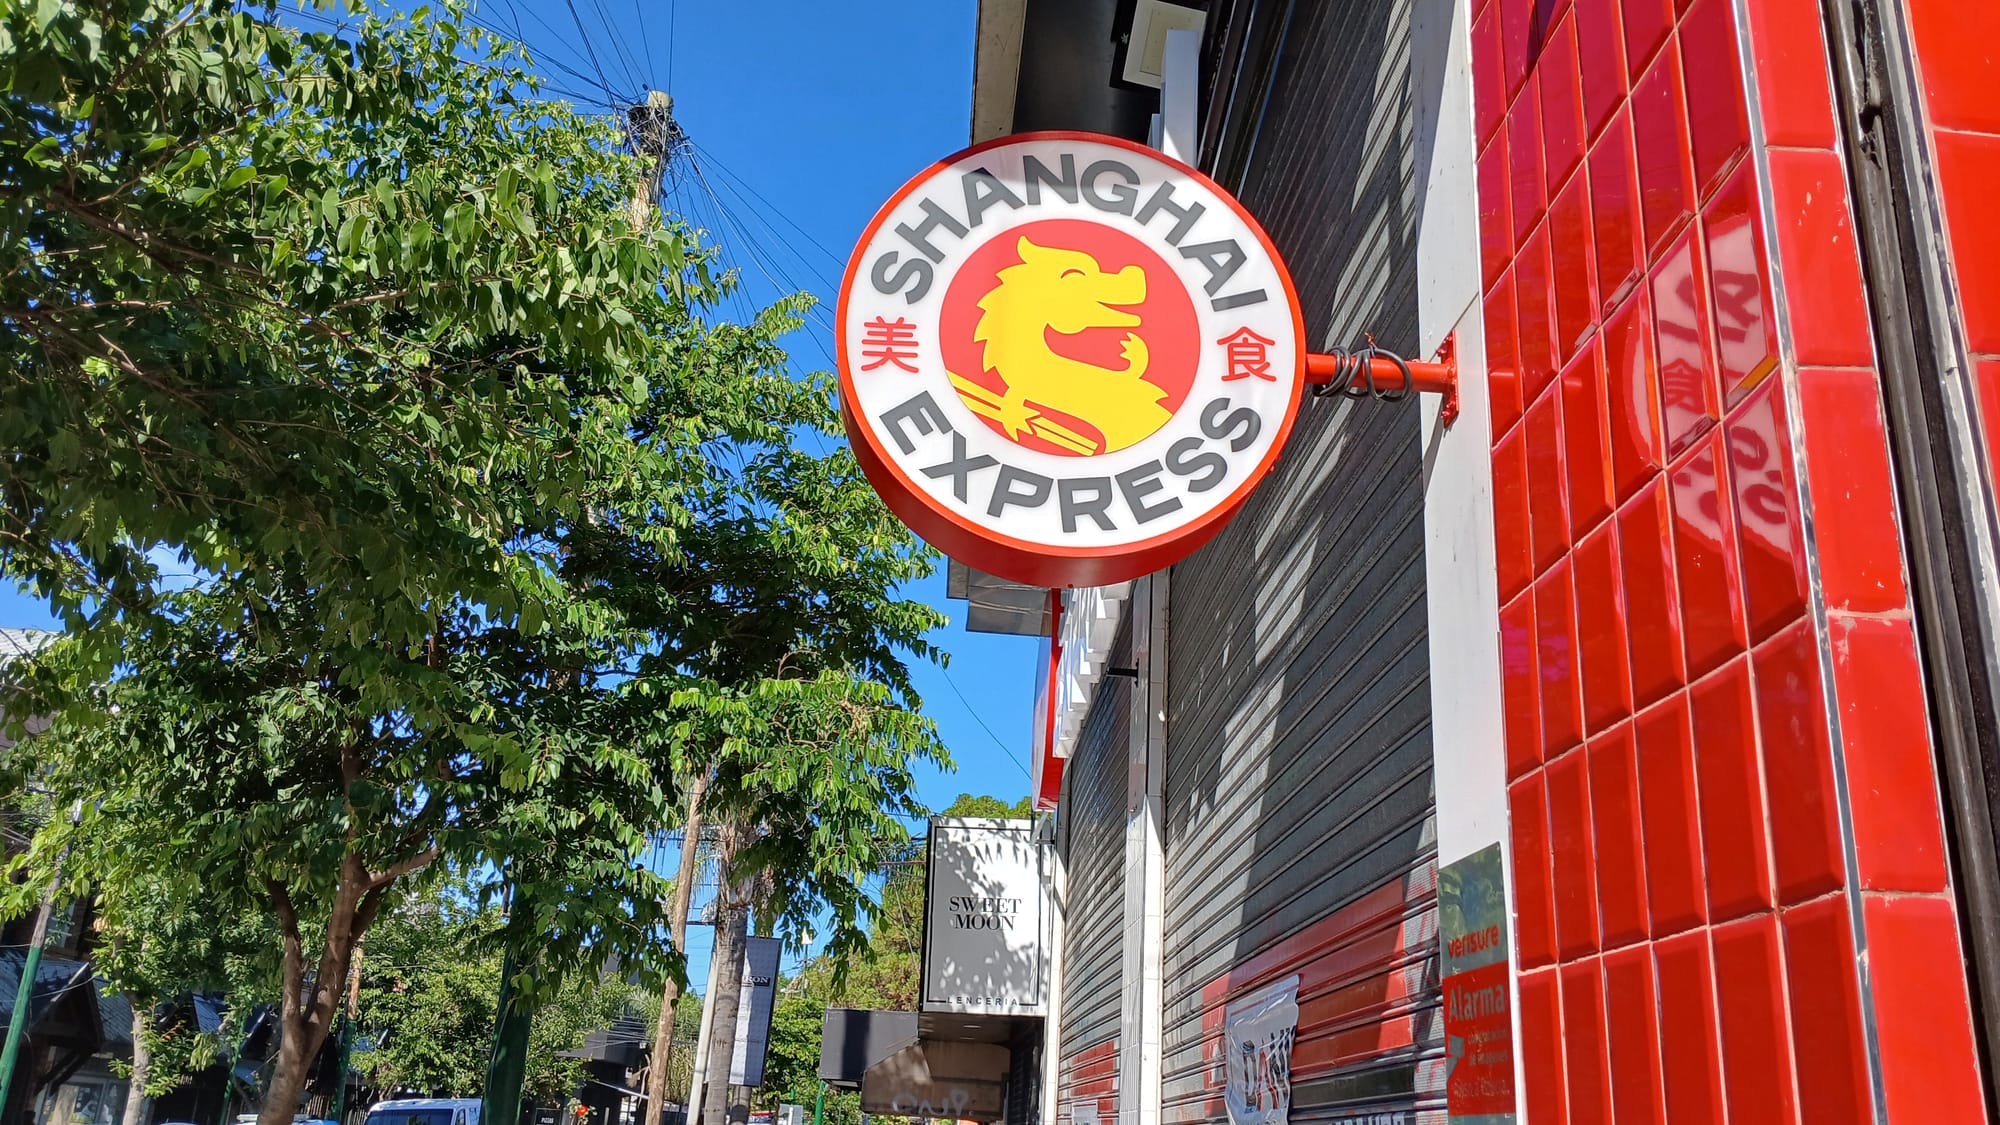 SHANGHAI
美 食
EXPRESS
SWEET
MOON
LENCERIA
verisure
Alarma